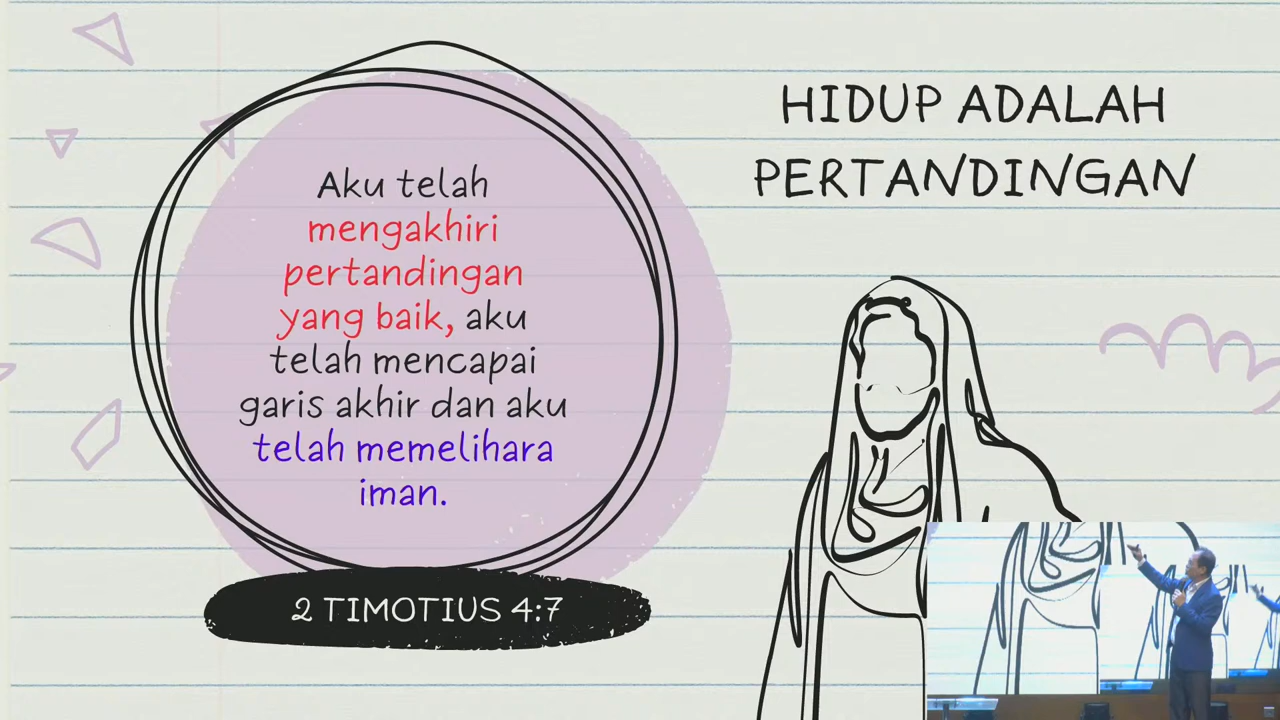 HIDUP ADALAH
PERTANDINGAN
Aku telah
mengakhiri
pertandingan
yang baik, aku
telah mencapai
garis akhir dan aku
telah memelihara
iman.
2 TIMOTIUS 4:7